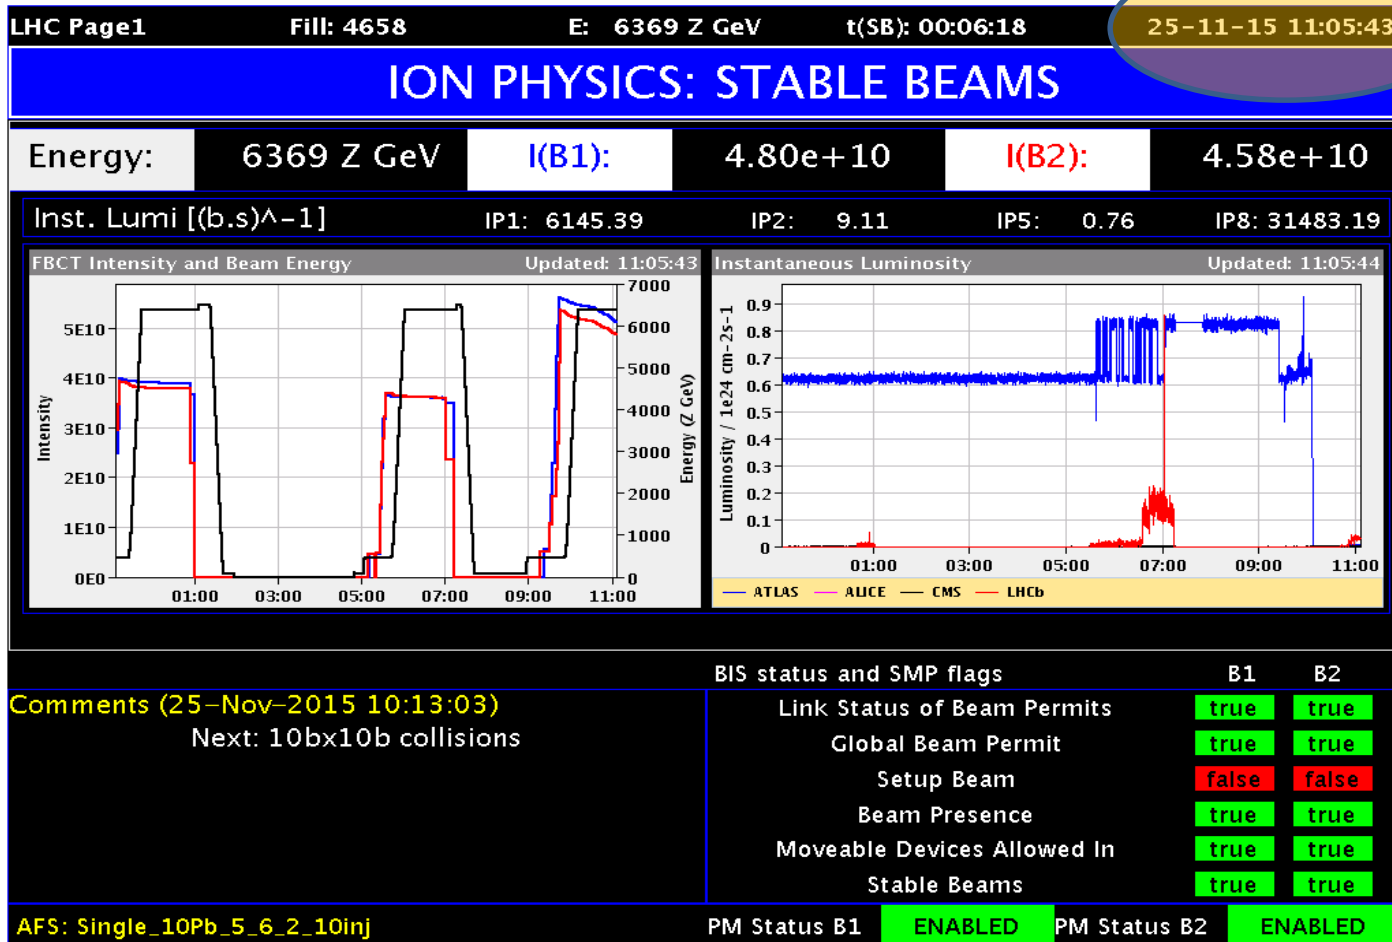 LHC Page1 Fill: 4658 E: 6369 Z GeV t(SB): 00:06:18 25-11-15 11:05:43
ION PHYSICS: STABLE BEAMS
Energy: 6369 Z GeV I(B1): 4.80e+10 I(B2): 4.58e+10
Inst. Lumi [(b.s)^-1] IP1: 6145.39 IP2: 9.11 IP5: 0.76 IP8: 31483.19
FBCT Intensity and Beam Energy Updated: 11:05:43
Intensity
5E10
4E10
3E10
2E10
1E10
0E0
7000
6000
5000
4000
3000
2000
1000
0
Energy (Z GeV)
01:00 03:00 05:00 07:00 09:00 11:00
Instantaneous Luminosity Updated: 11:05:44
Luminosity / 1e24 cm-2s-1
0.9
0.8
0.7
0.6
0.5
0.4
0.3
0.2
0.1
0
01:00 03:00 05:00 07:00 09:00 11:00
ATLAS ALICE CMS LHCb
Comments (25-Nov-2015 10:13:03)
Next: 10bx10b collisions
BIS status and SMP flags B1 B2
Link Status of Beam Permits true true
Global Beam Permit true true
Setup Beam false false
Beam Presence true true
Moveable Devices Allowed In true true
Stable Beams true true
AFS: Single_10Pb_5_6_2_10inj PM Status B1 ENABLED PM Status B2 ENABLED